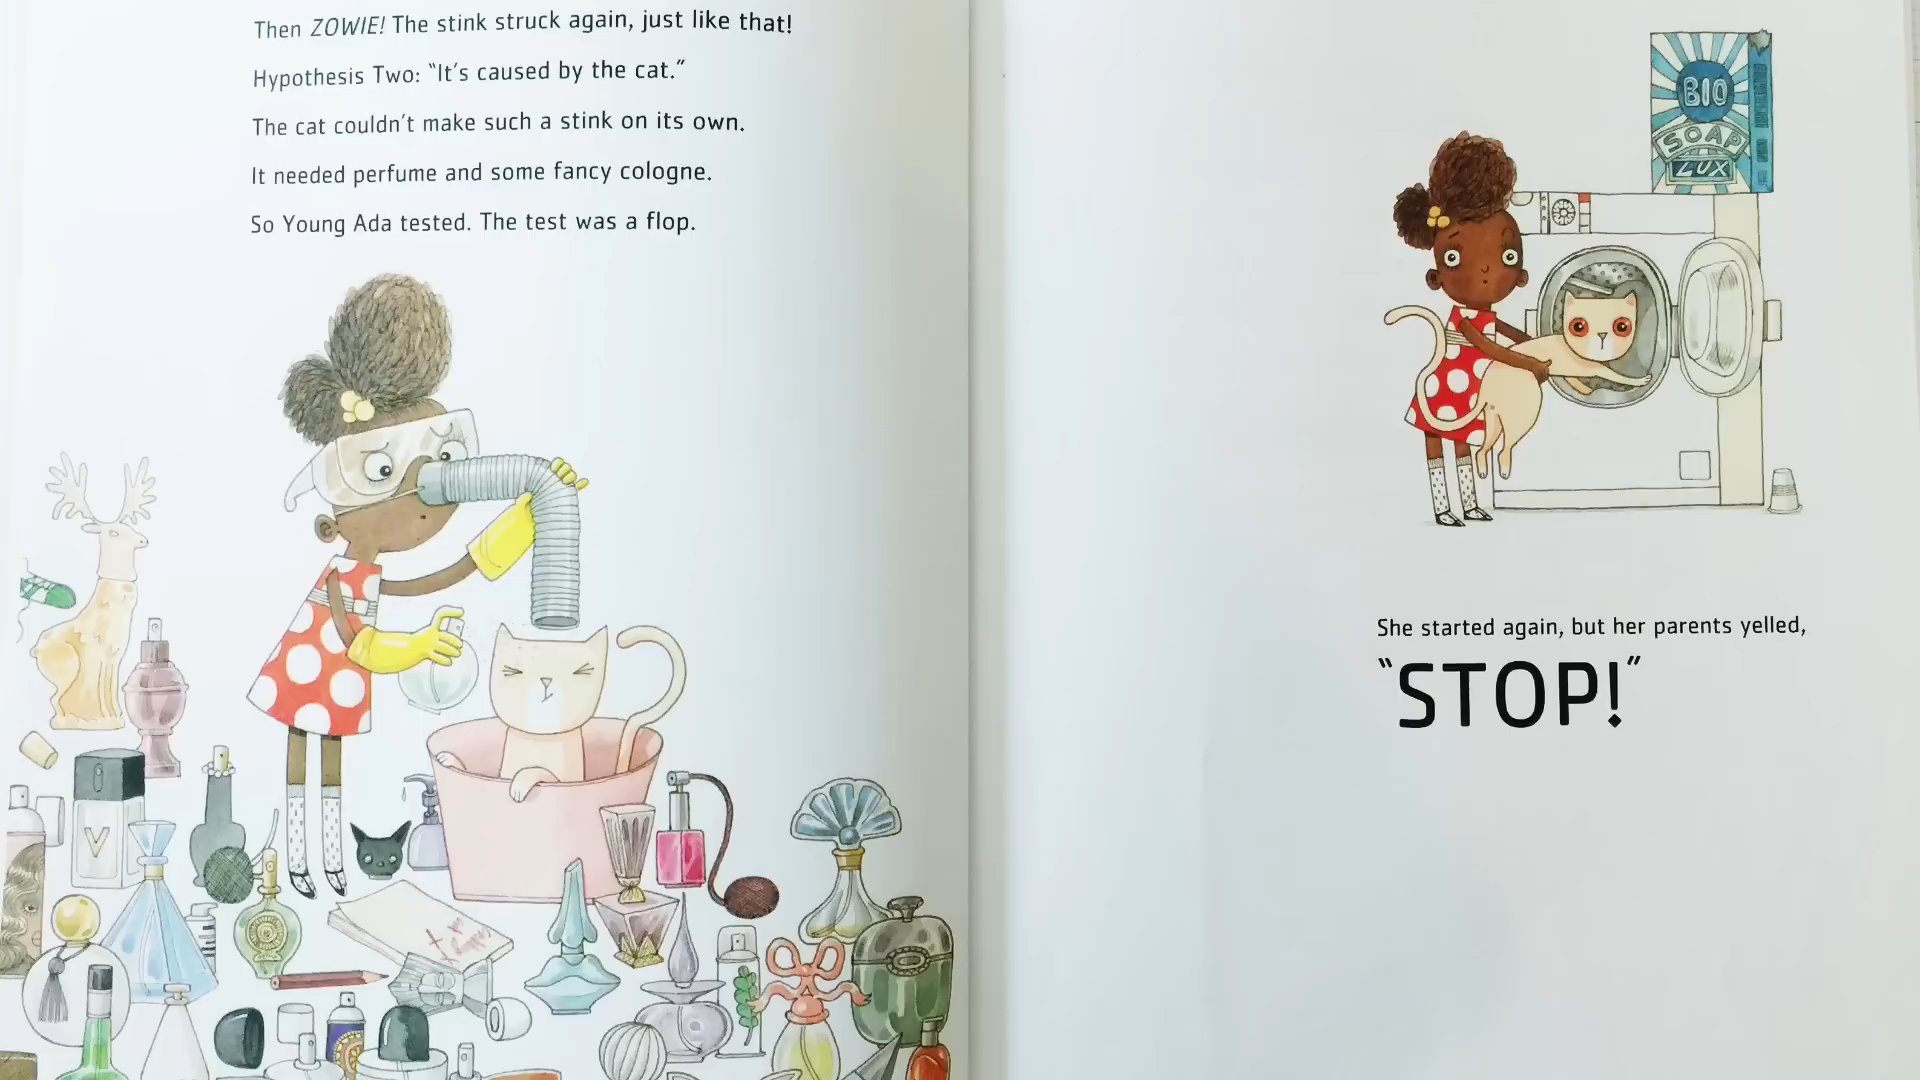 Then ZOWIE! The stink struck again, just like that!
Hypothesis Two: “It’s caused by the cat.”
The cat couldn’t make such a stink on its own.
It needed perfume and some fancy cologne.
So Young Ada tested. The test was a flop.
V
BIO
SOAP
LUX
She started again, but her parents yelled,
“STOP!”